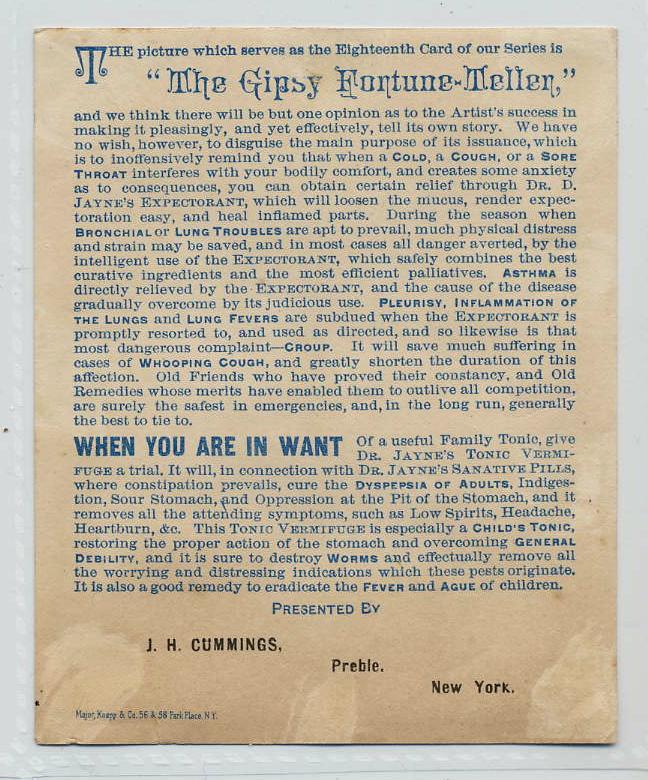 THE picture which serves as the Eighteenth Card of our Series is
"The Gipsy Fortune-Teller,"
and we think there will be but one opinion as to the Artist's success in
making it pleasingly, and yet effectively, tell its own story. We have
no wish, however, to disguise the main purpose of its issuance, which
is to inoffensively remind you that when a COLD, a COUGH, or a SORE
THROAT interferes with your bodily comfort, and creates some anxiety
as to consequences, you can obtain certain relief through DR. D.
JAYNE'S EXPECTORANT, which will loosen the mucus, render expec-
toration easy, and heal inflamed parts. During the season when
BRONCHIAL or LUNG TROUBLES are apt to prevail, much physical distress
and strain may be saved, and in most cases all danger averted, by the
intelligent use of the EXPECTORANT, which safely combines the best
curative ingredients and the most efficient palliatives. ASTHMA is
directly relieved by the EXPECTORANT, and the cause of the disease
gradually overcome by its judicious use. PLEURISY, INFLAMMATION OF
THE LUNGS and LUNG FEVERS are subdued when the EXPECTORANT is
promptly resorted to, and used as directed, and so likewise is that
most dangerous complaint—CROUP. It will save much suffering in
cases of WHOOPING COUGH, and greatly shorten the duration of this
affection. Old Friends who have proved their constancy, and Old
Remedies whose merits have enabled them to outlive all competition,
are surely the safest in emergencies, and, in the long run, generally
the best to tie to.
WHEN YOU ARE IN WANT Of a useful Family Tonic, give
DR. JAYNE'S TONIC VERMI-
FUGE a trial. It will, in connection with DR. JAYNE'S SANATIVE PILLS,
where constipation prevails, cure the DYSPEPSIA OF ADULTS, Indiges-
tion, Sour Stomach, and Oppression at the Pit of the Stomach, and it
removes all the attending symptoms, such as Low Spirits, Headache,
Heartburn, &c. This TONIC VERMIFUGE is especially a CHILD'S TONIC,
restoring the proper action of the stomach and overcoming GENERAL
DEBILITY, and it is sure to destroy WORMS and effectually remove all
the worrying and distressing indications which these pests originate.
It is also a good remedy to eradicate the FEVER and AGUE of children.
PRESENTED BY
J. H. CUMMINGS,
Preble.
New York.
Major, Knapp & Co. 56 & 58 Park Place. N.Y.